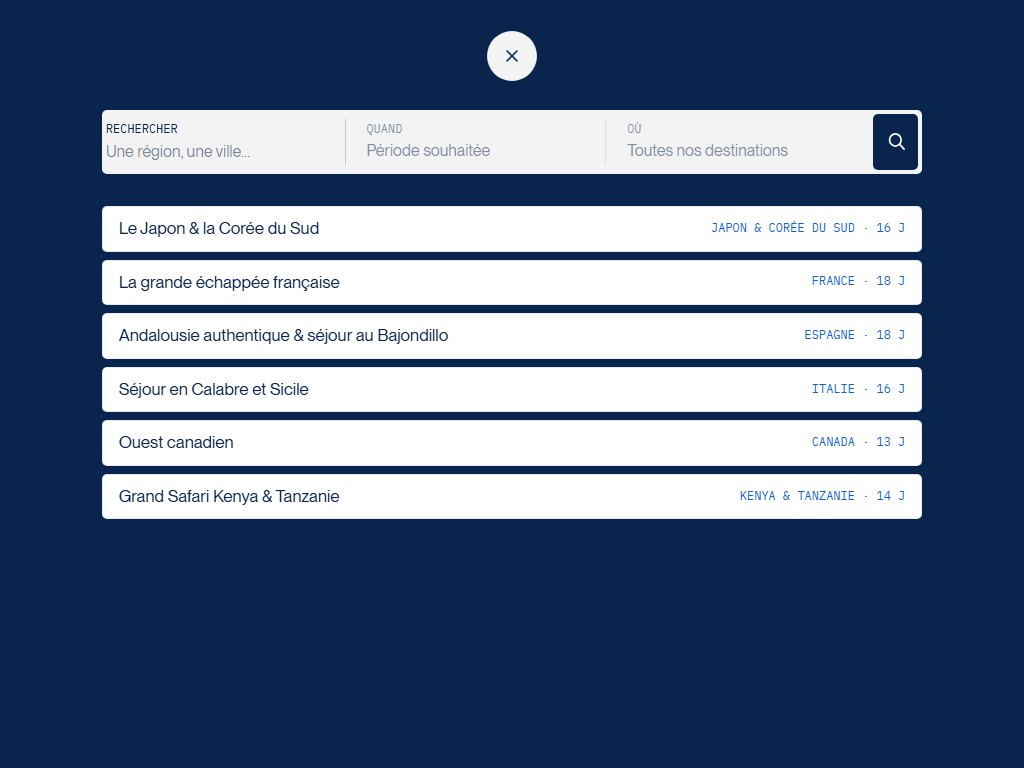 RECHERCHER
Une région, une ville...
QUAND
Période souhaitée
OÙ
Toutes nos destinations
Le Japon & la Corée du Sud
JAPON & CORÉE DU SUD · 16 J
La grande échappée française
FRANCE · 18 J
Andalousie authentique & séjour au Bajondillo
ESPAGNE · 18 J
Séjour en Calabre et Sicile
ITALIE · 16 J
Ouest canadien
CANADA · 13 J
Grand Safari Kenya & Tanzanie
KENYA & TANZANIE · 14 J